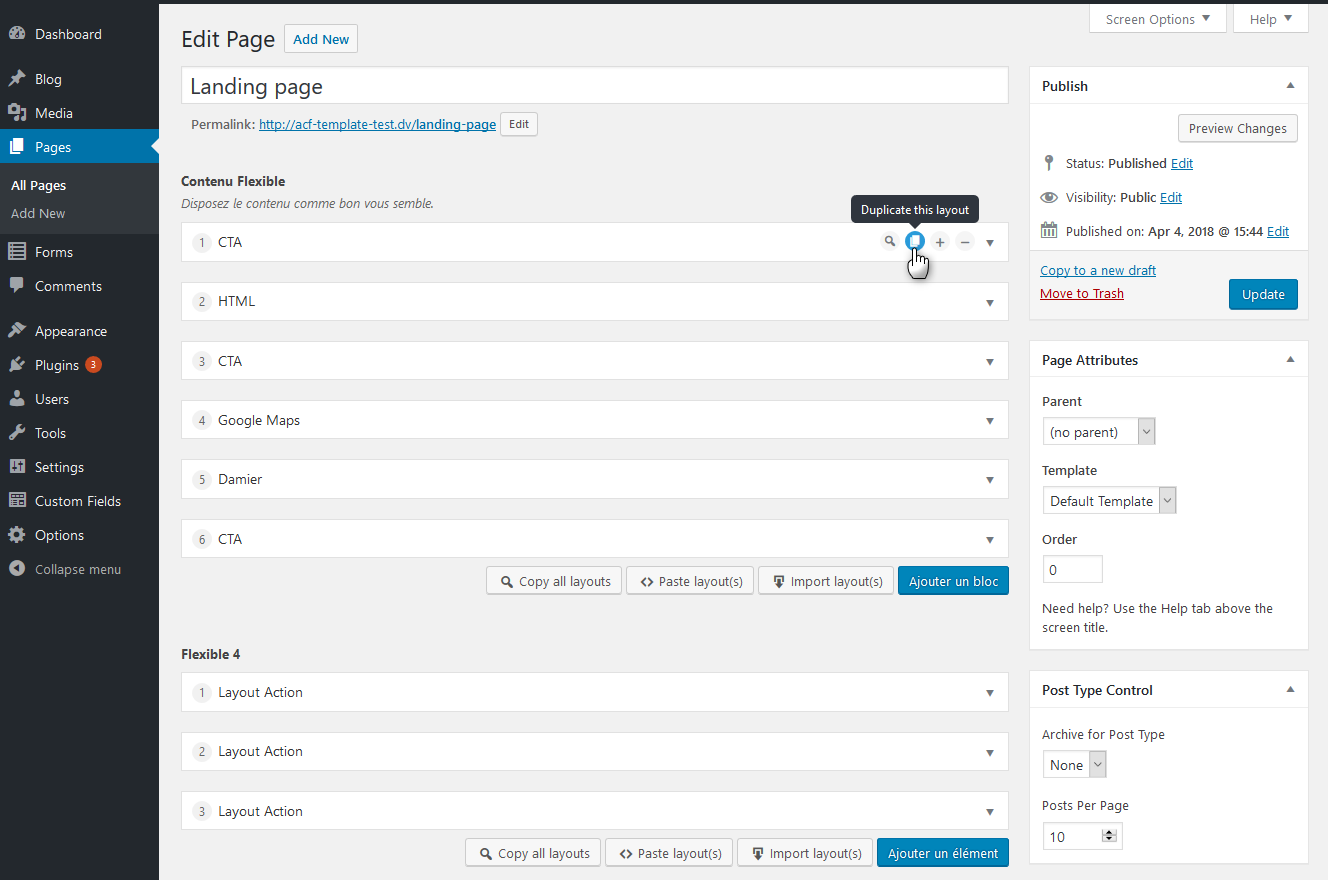 Dashboard
Blog
Media
Pages
All Pages
Add New
Forms
Comments
Appearance
Plugins 3
Users
Tools
Settings
Custom Fields
Options
Collapse menu
Screen Options
Help
Edit Page Add New
Landing page
Permalink: http://acf-template-test.dv/landing-page Edit
Contenu Flexible
Disposez le contenu comme bon vous semble.
Duplicate this layout
1 CTA
2 HTML
3 CTA
4 Google Maps
5 Damier
6 CTA
Copy all layouts Paste layout(s) Import layout(s) Ajouter un bloc
Flexible 4
1 Layout Action
2 Layout Action
3 Layout Action
Copy all layouts Paste layout(s) Import layout(s) Ajouter un élément
Publish
Preview Changes
Status: Published Edit
Visibility: Public Edit
Published on: Apr 4, 2018 @ 15:44 Edit
Copy to a new draft
Move to Trash
Update
Page Attributes
Parent
(no parent)
Template
Default Template
Order
0
Need help? Use the Help tab above the
screen title.
Post Type Control
Archive for Post Type
None
Posts Per Page
10